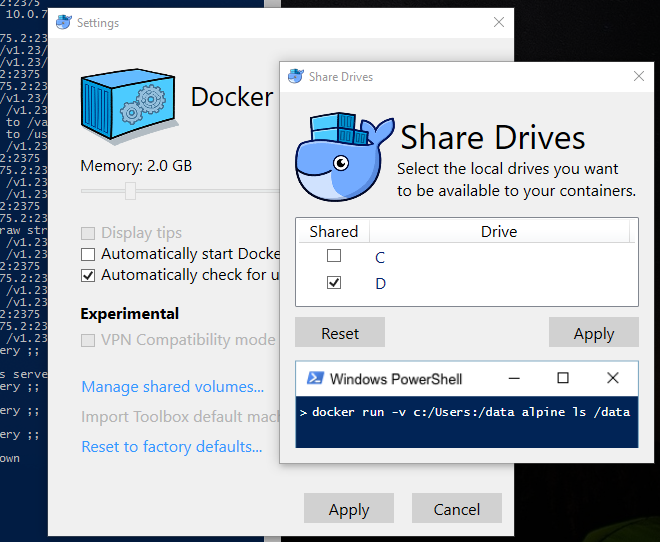 Settings
Docker
Memory: 2.0 GB
Display tips
Automatically start Docke
Automatically check for u
Experimental
VPN Compatibility mode
Manage shared volumes...
Import Toolbox default mac
Reset to factory defaults...
Apply
Cancel
Share Drives
Share Drives
Select the local drives you want
to be available to your containers.
Shared Drive
C
D
Reset
Apply
Windows PowerShell
> docker run -v c:/Users:/data alpine ls /data
:2375
10.0.7
75.2:23
/v1.23/
/v1.23
2:2375
/v1.23/
/v1.23
to /va
to /us
/v1.23
2:2375
75.2:23
/v1.23
75.2:23
/v1.23
2:2375
75.2:23
raw str
/v1.23
/v1.23
2:2375
/v1.23
75.2:23
/v1.23
2:2375
75.2:23
/v1.23
ery ;;
s serve
ery ;;
ery ;;
ery ;;
own